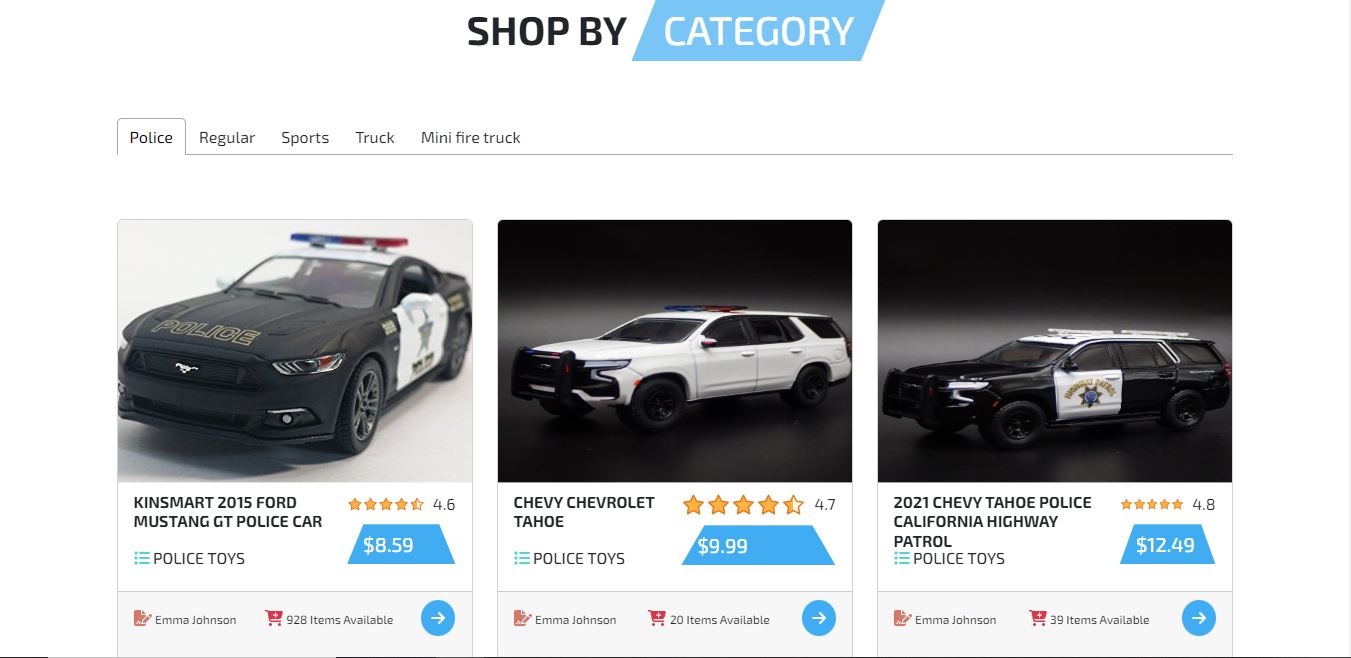 SHOP BY CATEGORY
Police Regular Sports Truck Mini fire truck
POLICE
HIGHWAY PATROL
KINSMART 2015 FORD
MUSTANG GT POLICE CAR
4.6
$8.59
POLICE TOYS
Emma Johnson 928 Items Available
CHEVY CHEVROLET
TAHOE
4.7
$9.99
POLICE TOYS
Emma Johnson 20 Items Available
2021 CHEVY TAHOE POLICE
CALIFORNIA HIGHWAY
PATROL
4.8
$12.49
POLICE TOYS
Emma Johnson 39 Items Available